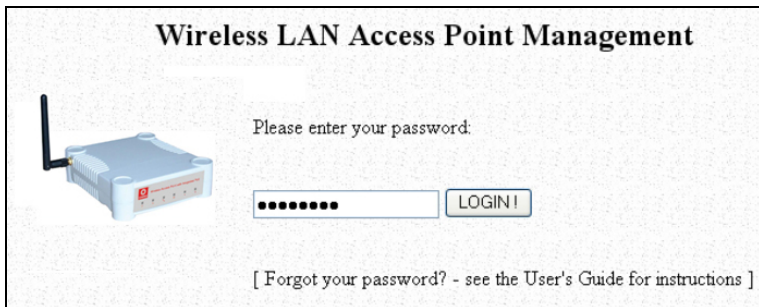 Wireless LAN Access Point Management
Please enter your password:
LOGIN !
[ Forgot your password? - see the User's Guide for instructions ]